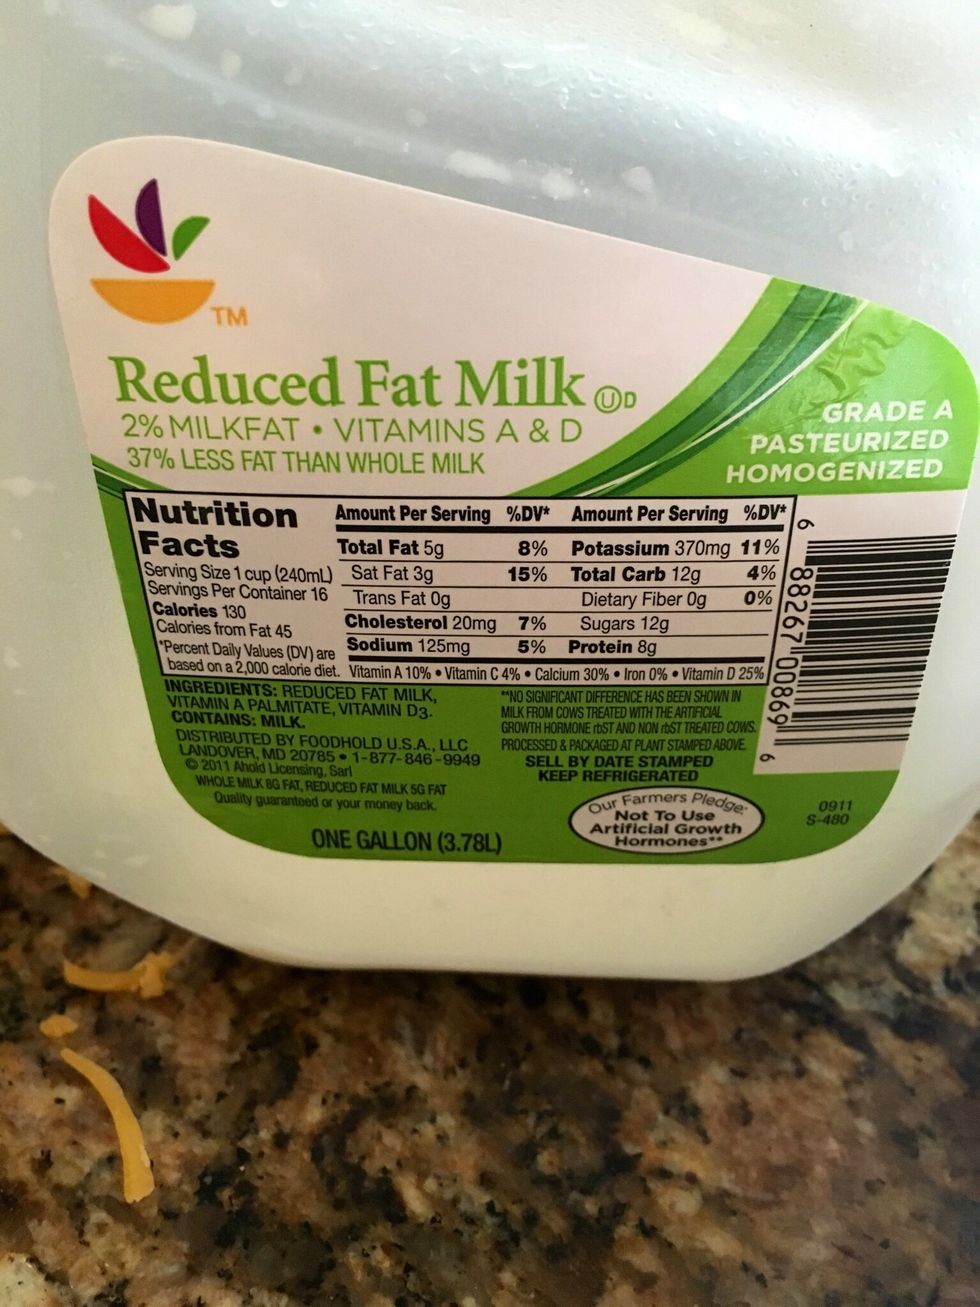 TM
Reduced Fat Milk Ⓤ D
2% MILKFAT • VITAMINS A & D
37% LESS FAT THAN WHOLE MILK
GRADE A
PASTEURIZED
HOMOGENIZED
Nutrition
Facts
Serving Size 1 cup (240mL)
Servings Per Container 16
Calories 130
Calories from Fat 45
*Percent Daily Values (DV) are
based on a 2,000 calorie diet.
Amount Per Serving %DV* Amount Per Serving %DV*
Total Fat 5g 8% Potassium 370mg 11%
Sat Fat 3g 15% Total Carb 12g 4%
Trans Fat 0g Dietary Fiber 0g 0%
Cholesterol 20mg 7% Sugars 12g
Sodium 125mg 5% Protein 8g
Vitamin A 10% • Vitamin C 4% • Calcium 30% • Iron 0% • Vitamin D 25%
6 88267 00869 6
INGREDIENTS: REDUCED FAT MILK,
VITAMIN A PALMITATE, VITAMIN D3.
CONTAINS: MILK.
DISTRIBUTED BY FOODHOLD U.S.A., LLC
LANDOVER, MD 20785 • 1-877-846-9949
© 2011 Ahold Licensing, Sarl
WHOLE MILK 8G FAT, REDUCED FAT MILK 5G FAT
Quality guaranteed or your money back.
ONE GALLON (3.78L)
**NO SIGNIFICANT DIFFERENCE HAS BEEN SHOWN IN
MILK FROM COWS TREATED WITH THE ARTIFICIAL
GROWTH HORMONE rbST AND NON rbST TREATED COWS.
PROCESSED & PACKAGED AT PLANT STAMPED ABOVE.
SELL BY DATE STAMPED
KEEP REFRIGERATED
Our Farmers Pledge:
Not To Use
Artificial Growth
Hormones**
0911
S-480